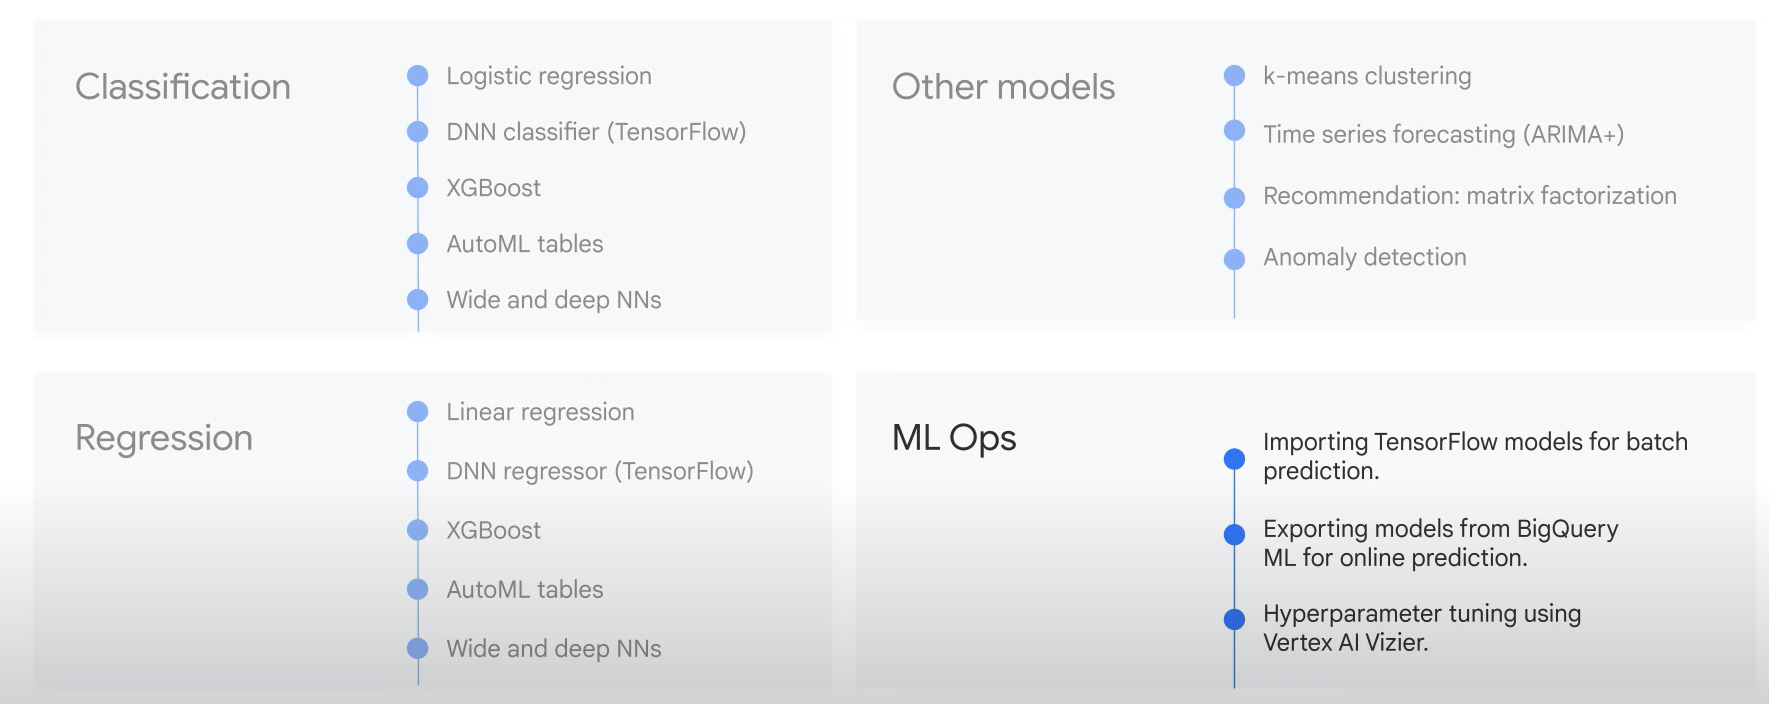 Classification
Logistic regression
DNN classifier (TensorFlow)
XGBoost
AutoML tables
Wide and deep NNs
Other models
k-means clustering
Time series forecasting (ARIMA+)
Recommendation: matrix factorization
Anomaly detection
Regression
Linear regression
DNN regressor (TensorFlow)
XGBoost
AutoML tables
Wide and deep NNs
ML Ops
Importing TensorFlow models for batch
prediction.
Exporting models from BigQuery
ML for online prediction.
Hyperparameter tuning using
Vertex AI Vizier.